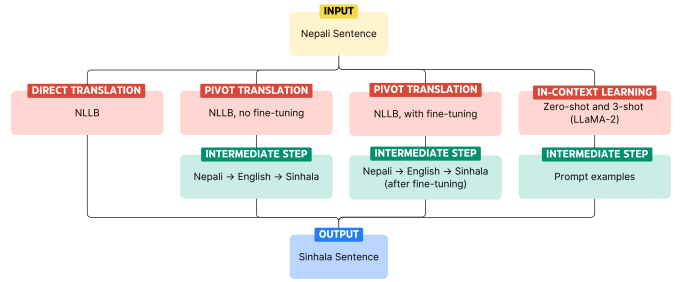 INPUT
Nepali Sentence
DIRECT TRANSLATION
NLLB
PIVOT TRANSLATION
NLLB, no fine-tuning
INTERMEDIATE STEP
Nepali → English → Sinhala
PIVOT TRANSLATION
NLLB, with fine-tuning
INTERMEDIATE STEP
Nepali → English → Sinhala
(after fine-tuning)
IN-CONTEXT LEARNING
Zero-shot and 3-shot
(LLaMA-2)
INTERMEDIATE STEP
Prompt examples
OUTPUT
Sinhala Sentence